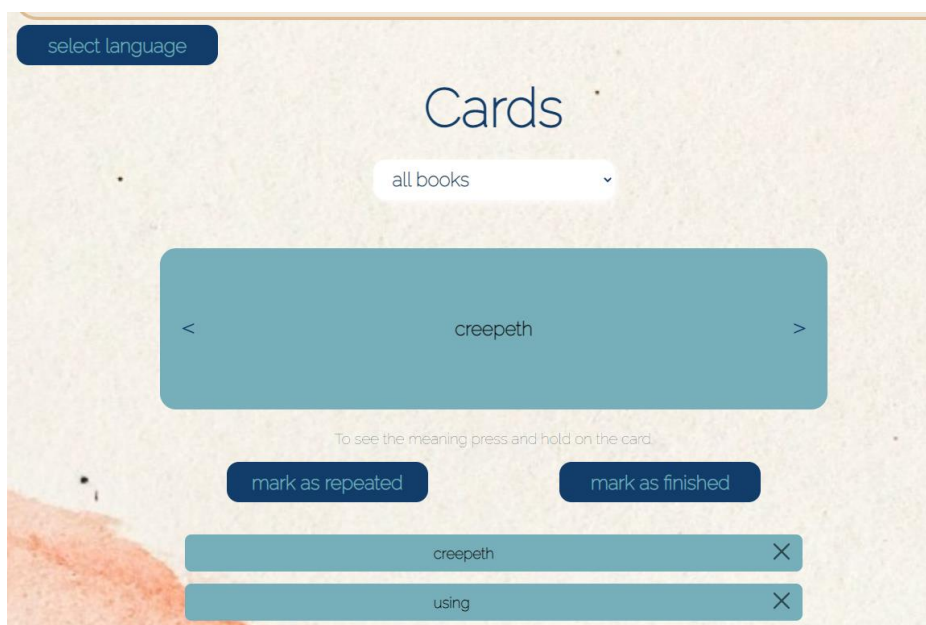 select language
Cards
all books
<
creepeth
>
To see the meaning press and hold on the card
mark as repeated
mark as finished
creepeth
using